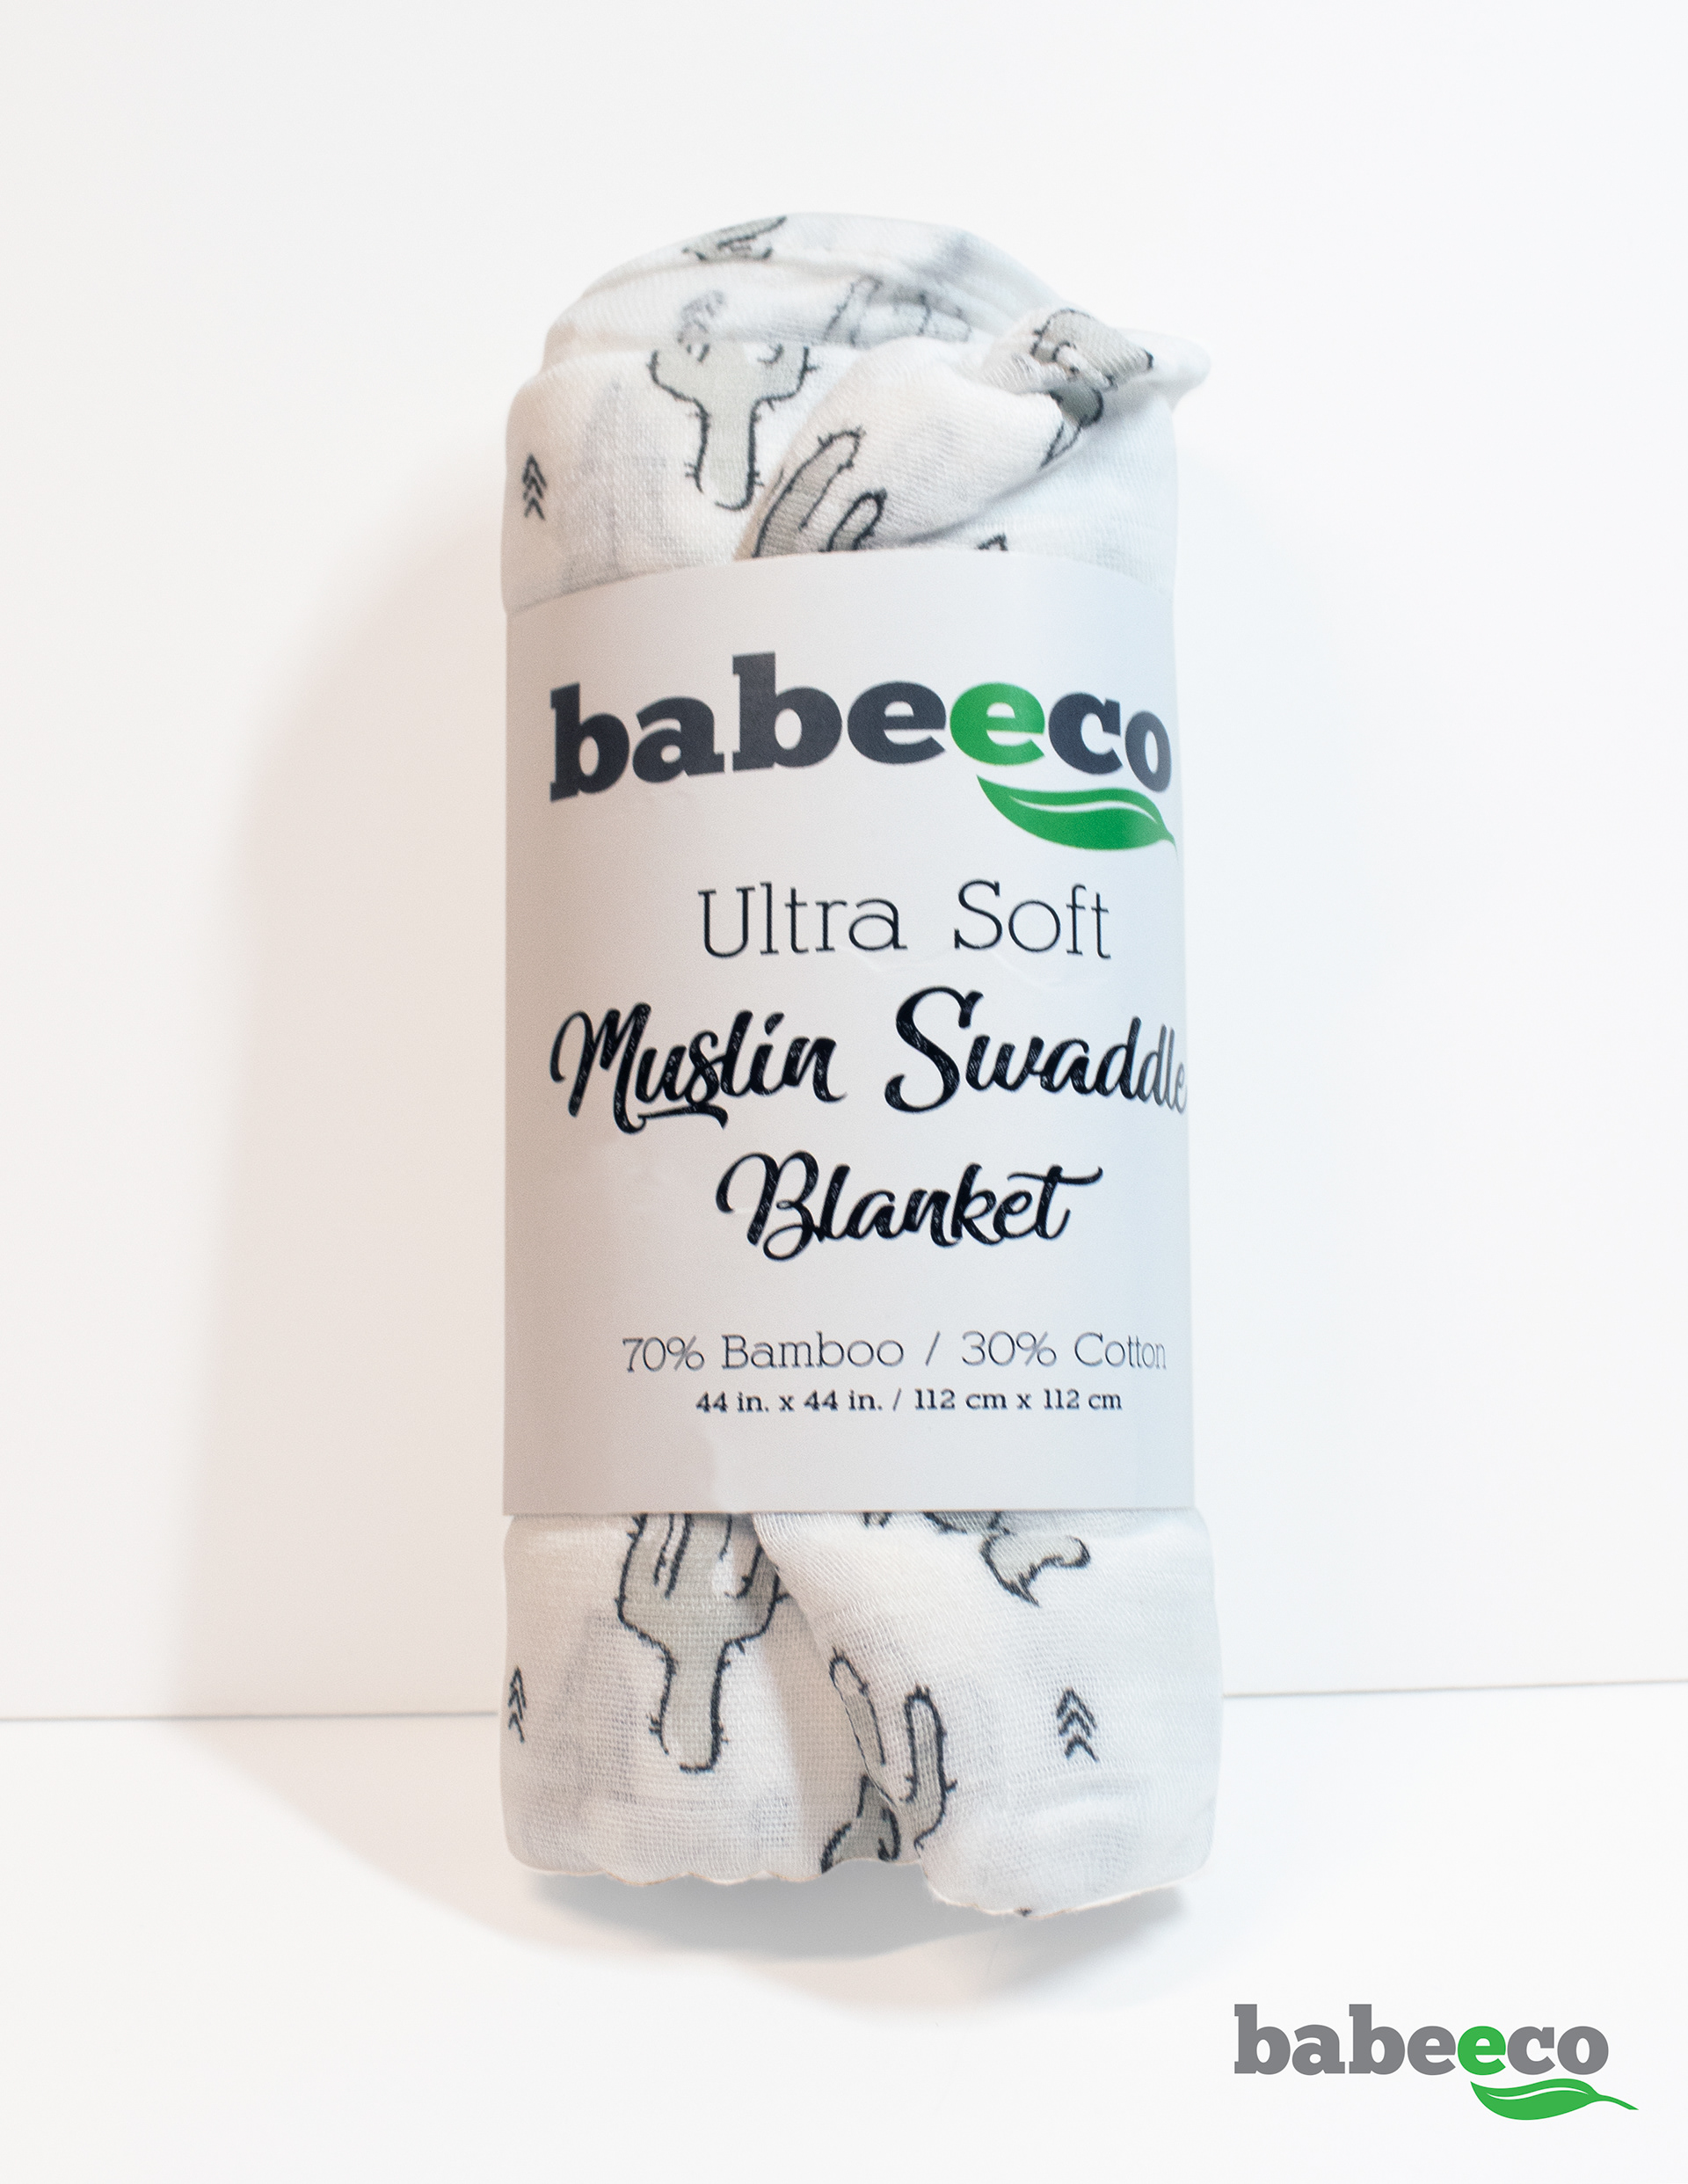 babeeco
Ultra Soft
Muslin Swaddle
Blanket
70% Bamboo / 30% Cotton
44 in. x 44 in. / 112 cm x 112 cm
babeeco